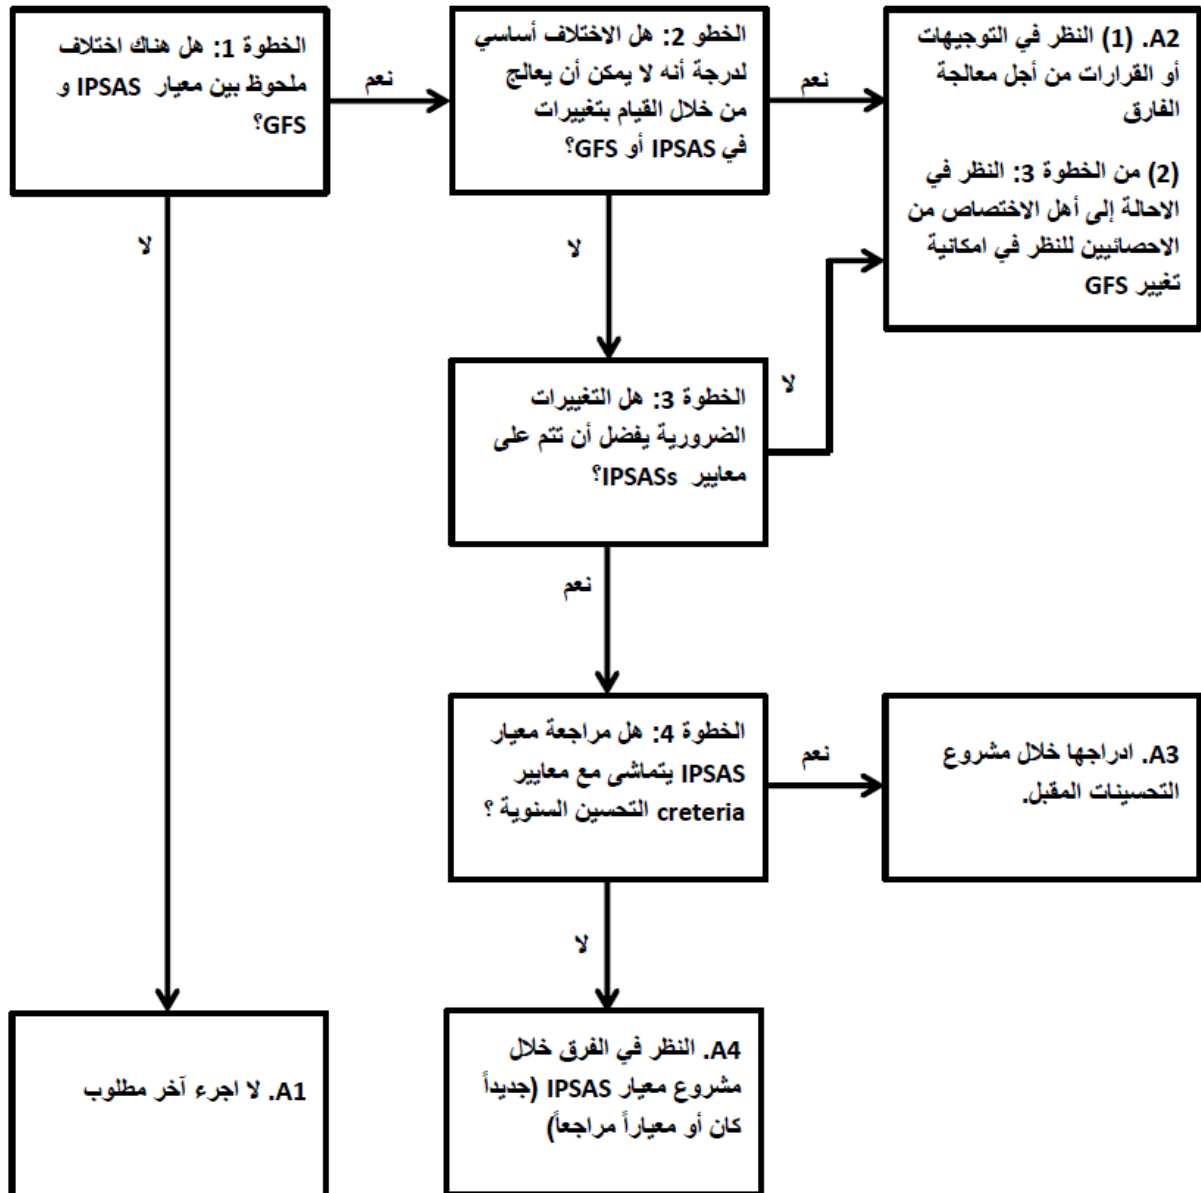 الخطوة 1: هل هناك اختلاف
ملحوظ بين معيار IPSAS و
GFS؟
نعم
الخطو 2: هل الاختلاف أساسي
لدرجة أنه لا يمكن أن يعالج
من خلال القيام بتغييرات
في IPSAS أو GFS؟
نعم
A2. (1) النظر في التوجيهات
أو القرارات من أجل معالجة
الفارق
(2) من الخطوة 3: النظر في
الاحالة إلى أهل الاختصاص من
الاحصائيين للنظر في امكانية
تغيير GFS
لا
لا
الخطوة 3: هل التغييرات
الضرورية يفضل أن تتم على
معايير IPSASs؟
لا
نعم
الخطوة 4: هل مراجعة معيار
IPSAS يتماشى مع معايير
creteria التحسين السنوية ؟
نعم
A3. ادراجها خلال مشروع
التحسينات المقبل.
لا
A1. لا اجرء آخر مطلوب
A4. النظر في الفرق خلال
مشروع معيار IPSAS (جديداً
كان أو معياراً مراجعاً)